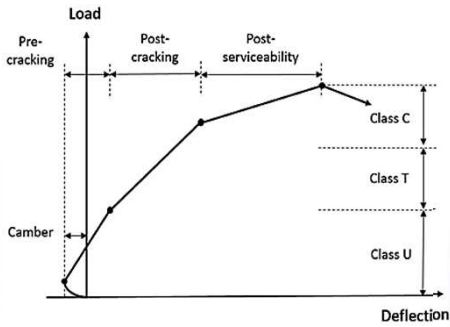 Load
Pre-
cracking
Post-
cracking
Post-
serviceability
Class C
Class T
Camber
Class U
Deflection